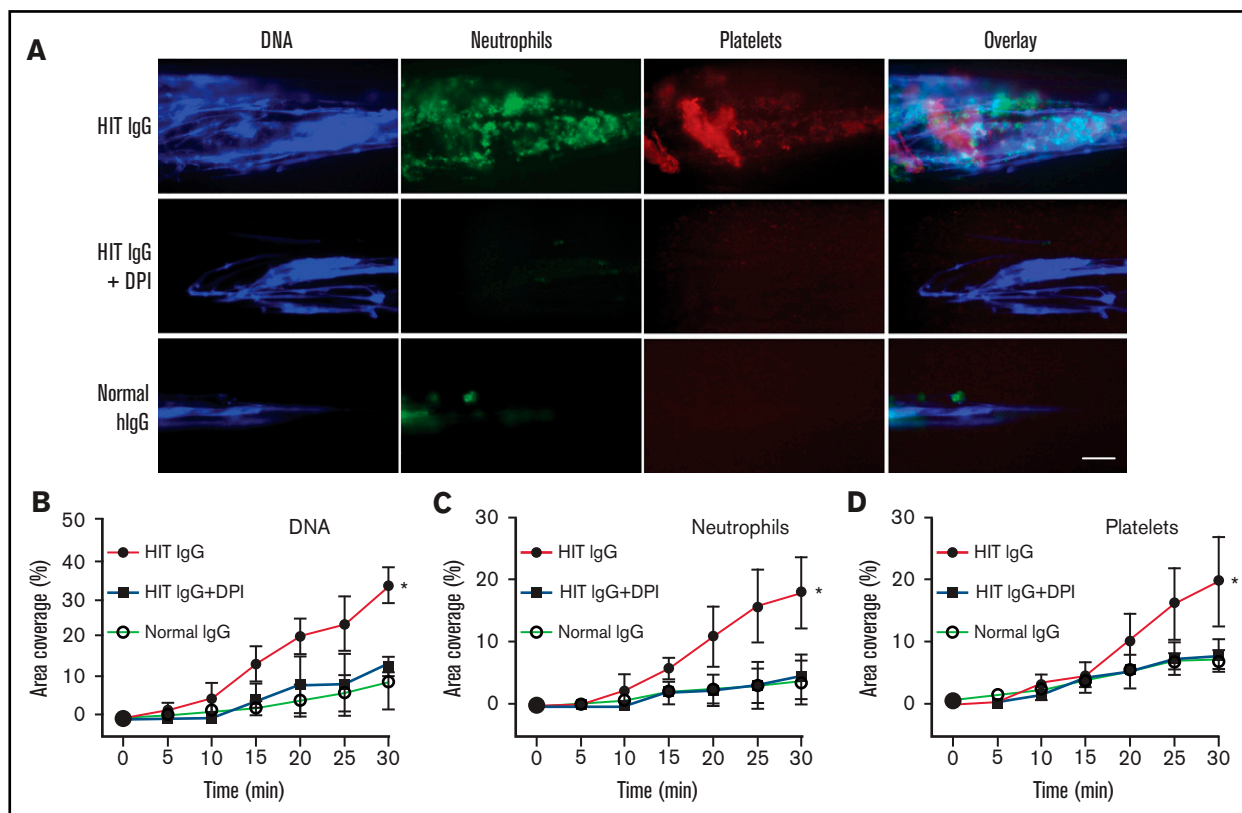 A
DNA Neutrophils Platelets Overlay
HIT IgG
HIT IgG
+ DPI
Normal
hIgG
B
DNA
HIT IgG
HIT IgG+DPI
Normal IgG
Area coverage (%)
50
40
30
20
10
0
0 5 10 15 20 25 30
Time (min)
*
C
Neutrophils
HIT IgG
HIT IgG+DPI
Normal IgG
Area coverage (%)
30
20
10
0
0 5 10 15 20 25 30
Time (min)
*
D
Platelets
HIT IgG
HIT IgG+DPI
Normal IgG
Area coverage (%)
30
20
10
0
0 5 10 15 20 25 30
Time (min)
*